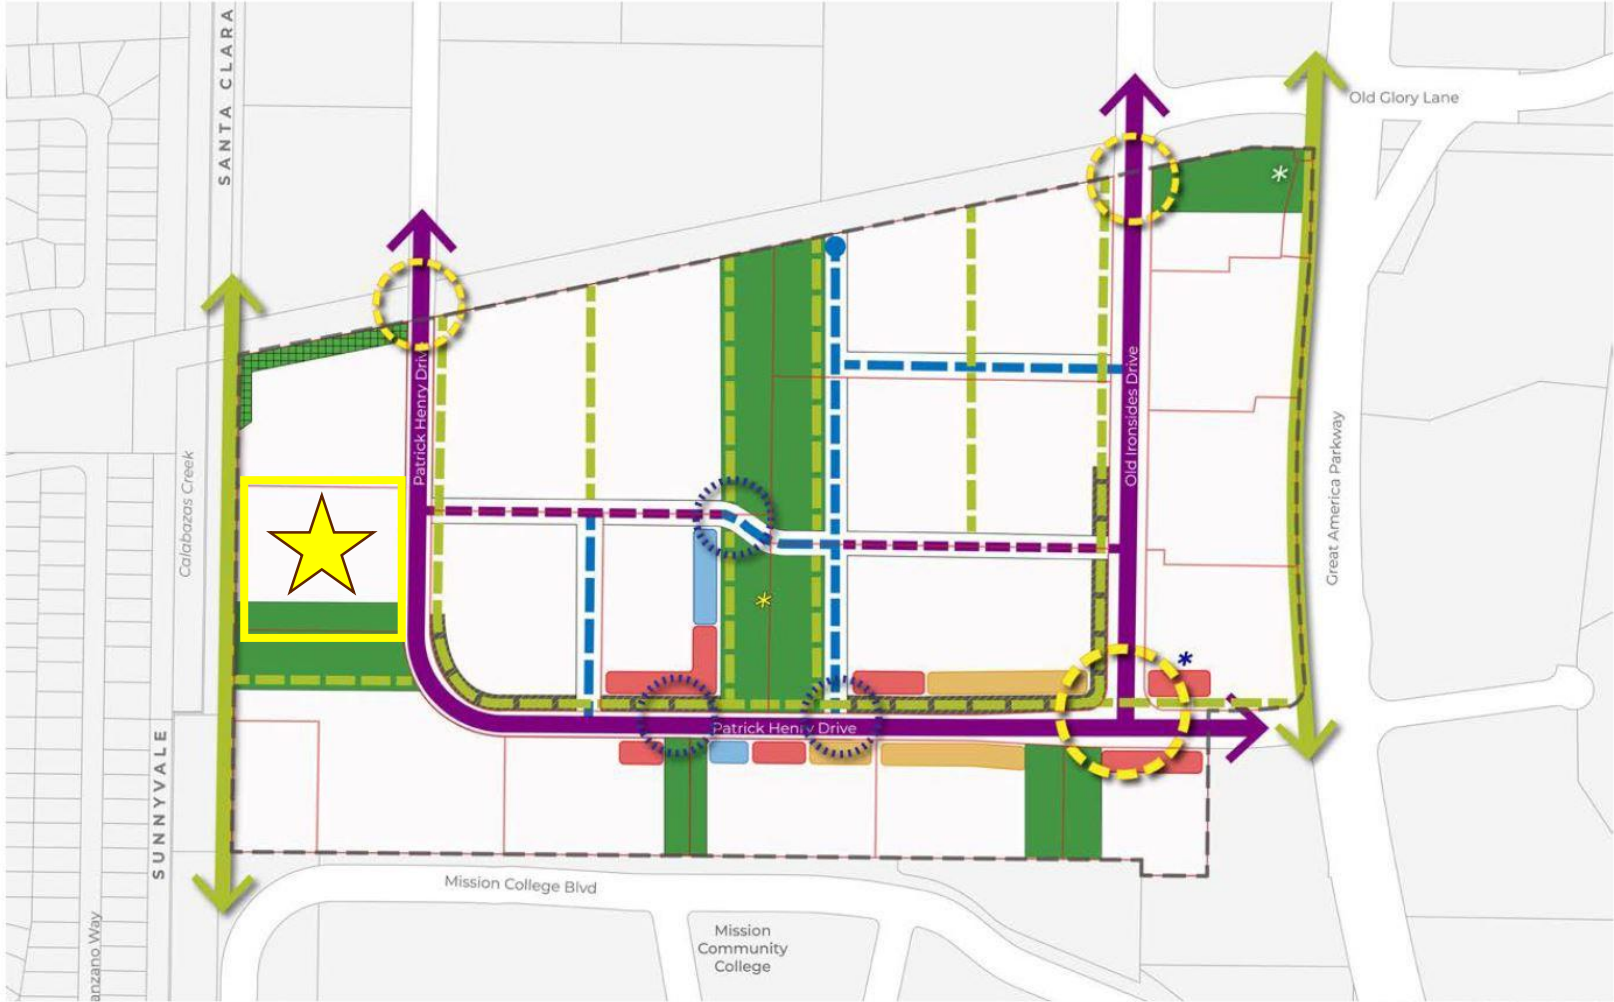 SANTA CLARA
Old Glory Lane
Patrick Henry Drive
Old Ironsides Drive
Great America Parkway
Calabazas Creek
*
*
*
Patrick Henry Drive
SUNNYVALE
Mission College Blvd
Mission
Community
College
anzano Way